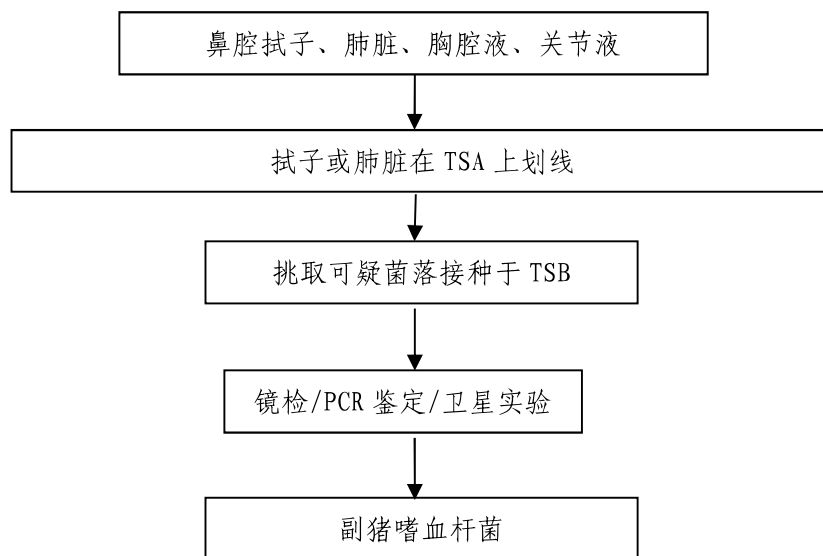 鼻腔拭子、肺脏、胸腔液、关节液
拭子或肺脏在 TSA 上划线
挑取可疑菌落接种于 TSB
镜检/PCR 鉴定/卫星实验
副猪嗜血杆菌